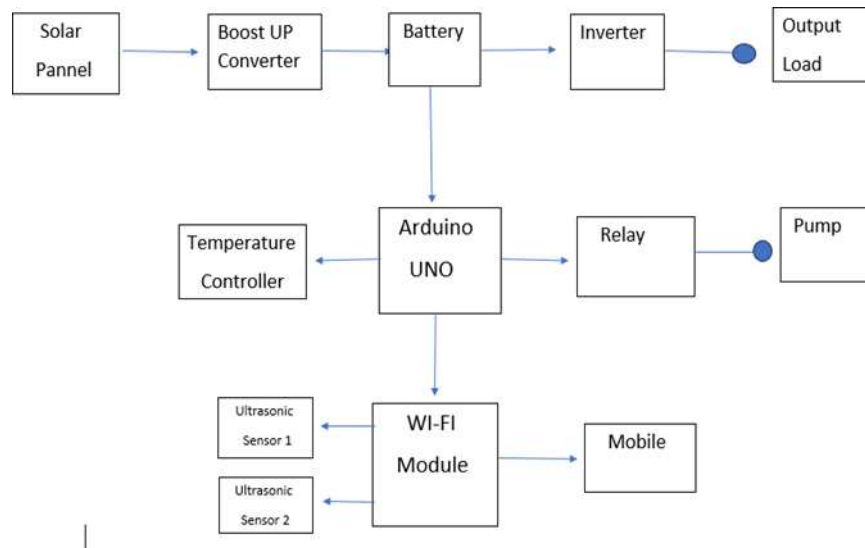 Solar
Pannel
Boost UP
Converter
Battery
Inverter
Output
Load
Temperature
Controller
Arduino
UNO
Relay
Pump
Ultrasonic
Sensor 1
Ultrasonic
Sensor 2
WI-FI
Module
Mobile